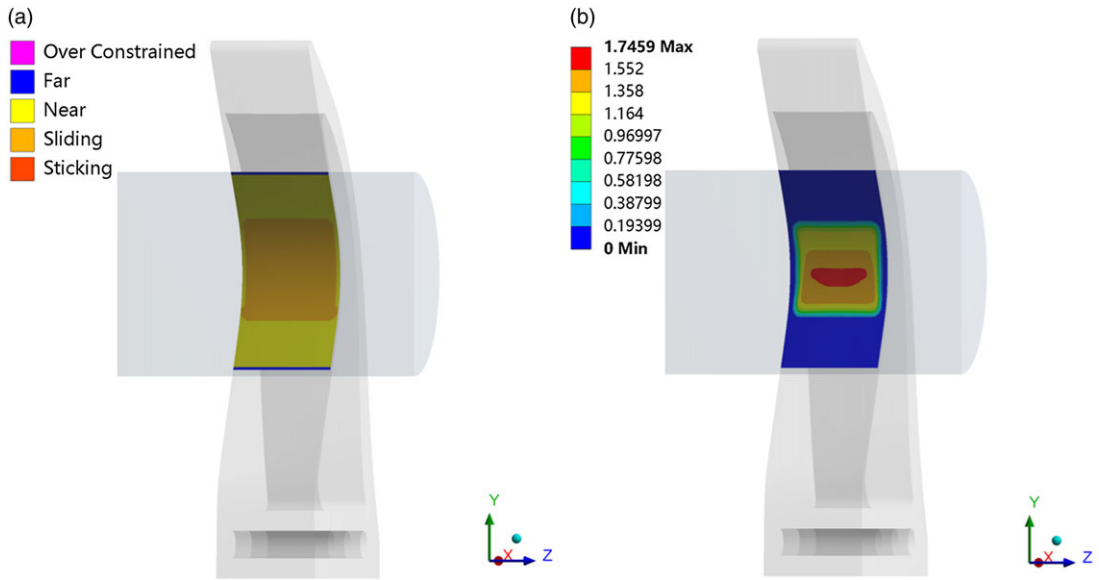 (a)
Over Constrained
Far
Near
Sliding
Sticking
Y
X
Z
(b)
1.7459 Max
1.552
1.358
1.164
0.96997
0.77598
0.58198
0.38799
0.19399
0 Min
Y
X
Z